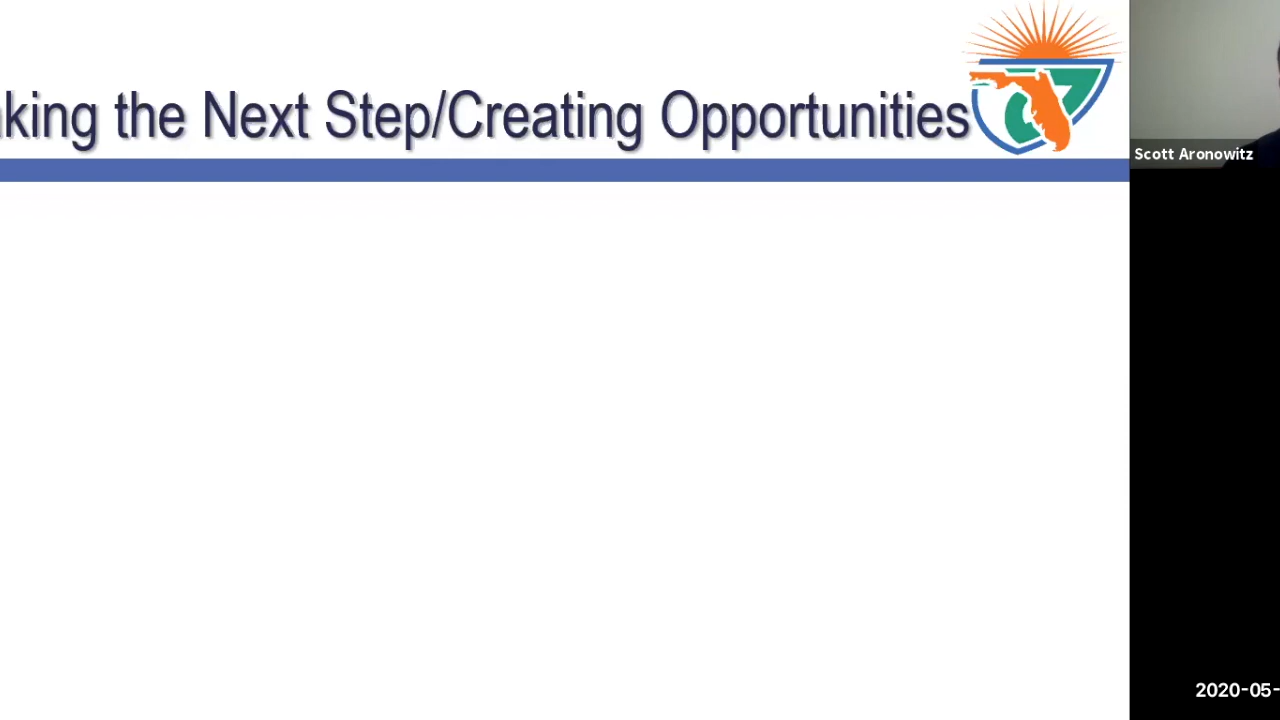 king the Next Step/Creating Opportunities
Scott Aronowitz
2020-05-